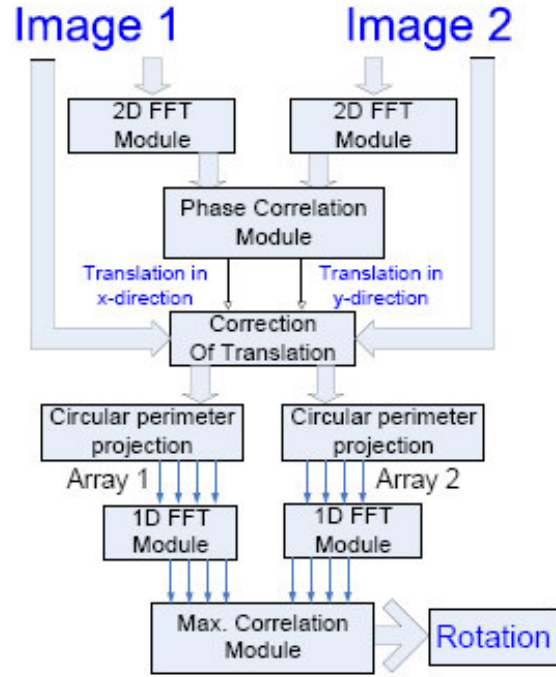 Image 1
Image 2
2D FFT
Module
2D FFT
Module
Phase Correlation
Module
Translation in
x-direction
Translation in
y-direction
Correction
Of Translation
Circular perimeter
projection
Circular perimeter
projection
Array 1
Array 2
1D FFT
Module
1D FFT
Module
Max. Correlation
Module
Rotation